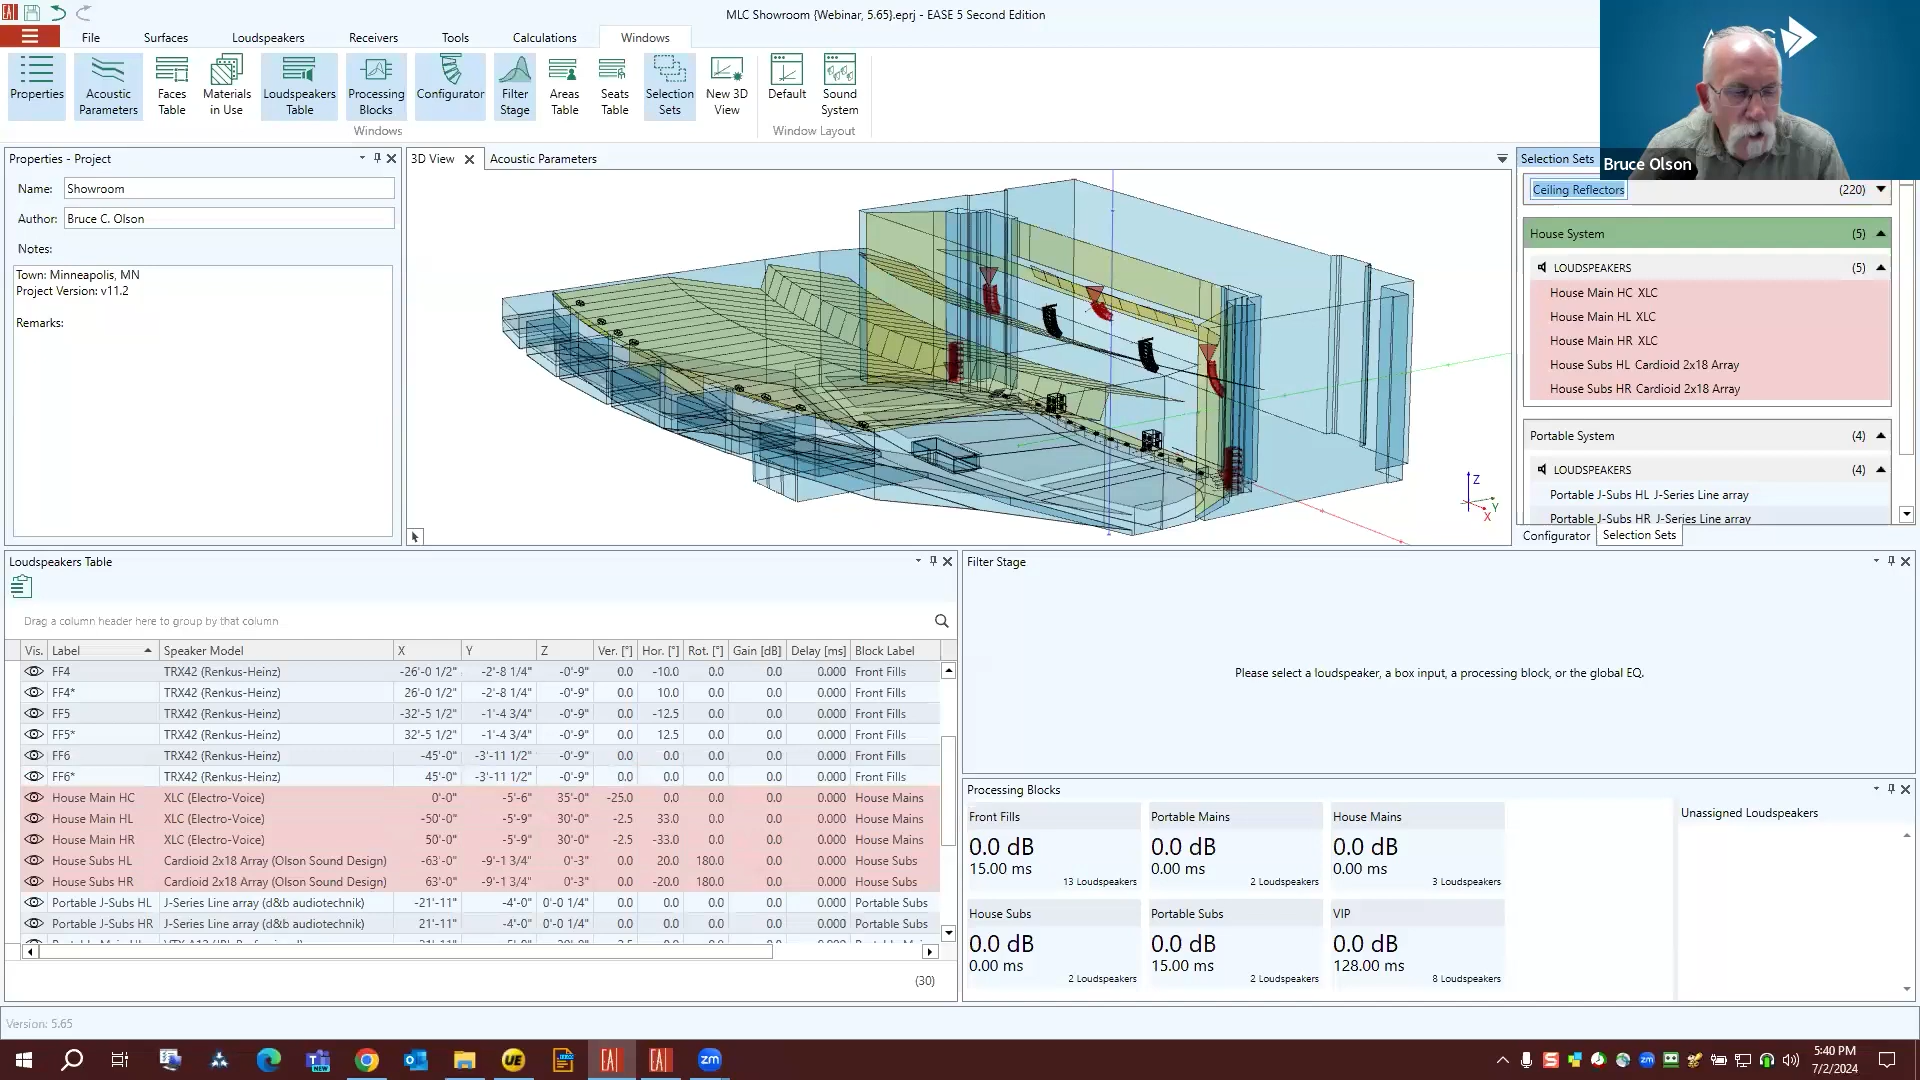 MLC Showroom {Webinar, 5.65}.eprj - EASE 5 Second Edition
File Surfaces Loudspeakers Receivers Tools Calculations Windows
Properties Acoustic Parameters Faces Table Materials in Use Loudspeakers Table Processing Blocks Configurator Filter Stage Areas Table Seats Table Selection Sets New 3D View Default Sound System
Windows Window Layout
Bruce Olson
Properties - Project
Name: Showroom
Author: Bruce C. Olson
Notes:
Town: Minneapolis, MN
Project Version: v11.2
Remarks:
3D View Acoustic Parameters
Z
Y
X
Selection Sets
Ceiling Reflectors (220)
House System (5)
LOUDSPEAKERS (5)
House Main HC XLC
House Main HL XLC
House Main HR XLC
House Subs HL Cardioid 2x18 Array
House Subs HR Cardioid 2x18 Array
Portable System (4)
LOUDSPEAKERS (4)
Portable J-Subs HL J-Series Line array
Portable J-Subs HR J-Series Line array
Configurator Selection Sets
Loudspeakers Table
Drag a column header here to group by that column
Vis. Label Speaker Model X Y Z Ver. [°] Hor. [°] Rot. [°] Gain [dB] Delay [ms] Block Label
FF4 TRX42 (Renkus-Heinz) -26'-0 1/2" -2'-8 1/4" -0'-9" 0.0 -10.0 0.0 0.0 0.000 Front Fills
FF4* TRX42 (Renkus-Heinz) 26'-0 1/2" -2'-8 1/4" -0'-9" 0.0 10.0 0.0 0.0 0.000 Front Fills
FF5 TRX42 (Renkus-Heinz) -32'-5 1/2" -1'-4 3/4" -0'-9" 0.0 -12.5 0.0 0.0 0.000 Front Fills
FF5* TRX42 (Renkus-Heinz) 32'-5 1/2" -1'-4 3/4" -0'-9" 0.0 12.5 0.0 0.0 0.000 Front Fills
FF6 TRX42 (Renkus-Heinz) -45'-0" -3'-11 1/2" -0'-9" 0.0 0.0 0.0 0.0 0.000 Front Fills
FF6* TRX42 (Renkus-Heinz) 45'-0" -3'-11 1/2" -0'-9" 0.0 0.0 0.0 0.0 0.000 Front Fills
House Main HC XLC (Electro-Voice) 0'-0" -5'-6" 35'-0" -25.0 0.0 0.0 0.0 0.000 House Mains
House Main HL XLC (Electro-Voice) -50'-0" -5'-9" 30'-0" -2.5 33.0 0.0 0.0 0.000 House Mains
House Main HR XLC (Electro-Voice) 50'-0" -5'-9" 30'-0" -2.5 -33.0 0.0 0.0 0.000 House Mains
House Subs HL Cardioid 2x18 Array (Olson Sound Design) -63'-0" -9'-1 3/4" 0'-3" 0.0 20.0 180.0 0.0 0.000 House Subs
House Subs HR Cardioid 2x18 Array (Olson Sound Design) 63'-0" -9'-1 3/4" 0'-3" 0.0 -20.0 180.0 0.0 0.000 House Subs
Portable J-Subs HL J-Series Line array (d&b audiotechnik) -21'-11" -4'-0" 0'-0 1/4" 0.0 0.0 0.0 0.0 0.000 Portable Subs
Portable J-Subs HR J-Series Line array (d&b audiotechnik) 21'-11" -4'-0" 0'-0 1/4" 0.0 0.0 0.0 0.0 0.000 Portable Subs
(30)
Filter Stage
Please select a loudspeaker, a box input, a processing block, or the global EQ.
Processing Blocks
Front Fills Portable Mains House Mains Unassigned Loudspeakers
0.0 dB 0.0 dB 0.0 dB
15.00 ms 0.00 ms 0.00 ms
13 Loudspeakers 2 Loudspeakers 3 Loudspeakers
House Subs Portable Subs VIP
0.0 dB 0.0 dB 0.0 dB
0.00 ms 15.00 ms 128.00 ms
2 Loudspeakers 2 Loudspeakers 8 Loudspeakers
Version: 5.65
5:40 PM
7/2/2024